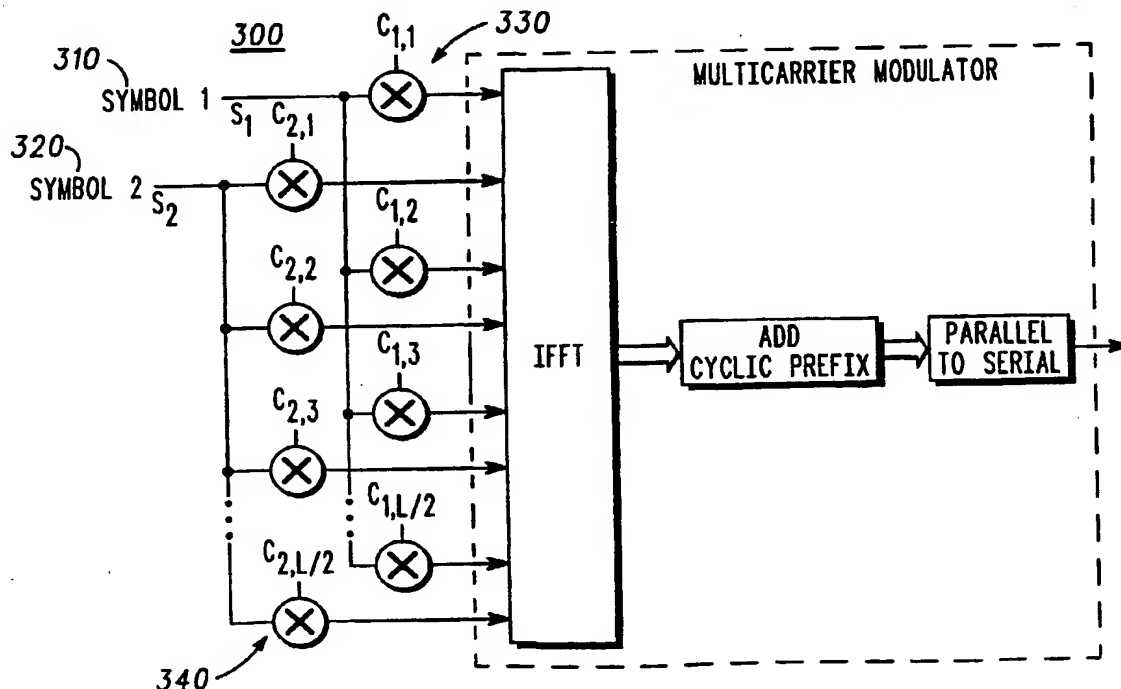 300
C1,1
330
310
SYMBOL 1
S1
MULTICARRIER MODULATOR
C2,1
320
SYMBOL 2
S2
C1,2
C2,2
IFFT
ADD
CYCLIC PREFIX
PARALLEL
TO SERIAL
C1,3
C2,3
C1,L/2
C2,L/2
340